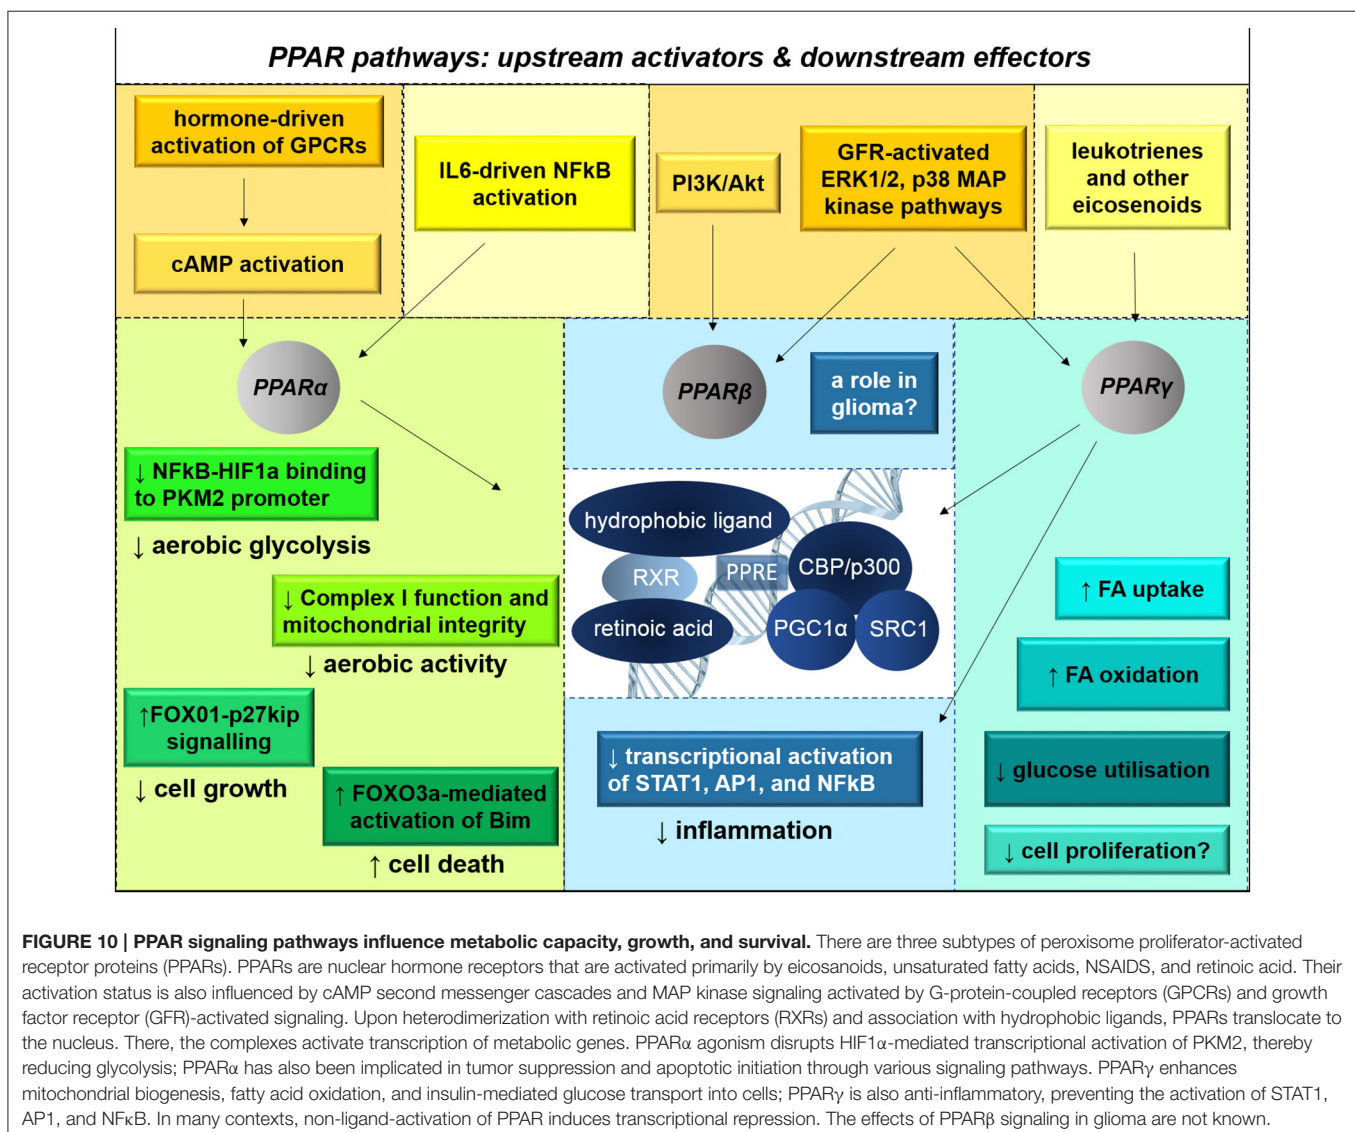 PPAR pathways: upstream activators & downstream effectors
hormone-driven
activation of GPCRs
cAMP activation
IL6-driven NFkB
activation
PI3K/Akt
GFR-activated
ERK1/2, p38 MAP
kinase pathways
leukotrienes
and other
eicosenoids
PPARα
PPARβ
a role in
glioma?
PPARγ
↓ NFkB-HIF1a binding
to PKM2 promoter
↓ aerobic glycolysis
↓ Complex I function and
mitochondrial integrity
↓ aerobic activity
↑FOX01-p27kip
signalling
↓ cell growth
↑ FOXO3a-mediated
activation of Bim
↑ cell death
hydrophobic ligand
RXR
PPRE
CBP/p300
retinoic acid
PGC1α
SRC1
↓ transcriptional activation
of STAT1, AP1, and NFkB
↓ inflammation
↑ FA uptake
↑ FA oxidation
↓ glucose utilisation
↓ cell proliferation?
FIGURE 10 | PPAR signaling pathways influence metabolic capacity, growth, and survival. There are three subtypes of peroxisome proliferator-activated
receptor proteins (PPARs). PPARs are nuclear hormone receptors that are activated primarily by eicosanoids, unsaturated fatty acids, NSAIDS, and retinoic acid. Their
activation status is also influenced by cAMP second messenger cascades and MAP kinase signaling activated by G-protein-coupled receptors (GPCRs) and growth
factor receptor (GFR)-activated signaling. Upon heterodimerization with retinoic acid receptors (RXRs) and association with hydrophobic ligands, PPARs translocate to
the nucleus. There, the complexes activate transcription of metabolic genes. PPARα agonism disrupts HIF1α-mediated transcriptional activation of PKM2, thereby
reducing glycolysis; PPARα has also been implicated in tumor suppression and apoptotic initiation through various signaling pathways. PPARγ enhances
mitochondrial biogenesis, fatty acid oxidation, and insulin-mediated glucose transport into cells; PPARγ is also anti-inflammatory, preventing the activation of STAT1,
AP1, and NFκB. In many contexts, non-ligand-activation of PPAR induces transcriptional repression. The effects of PPARβ signaling in glioma are not known.